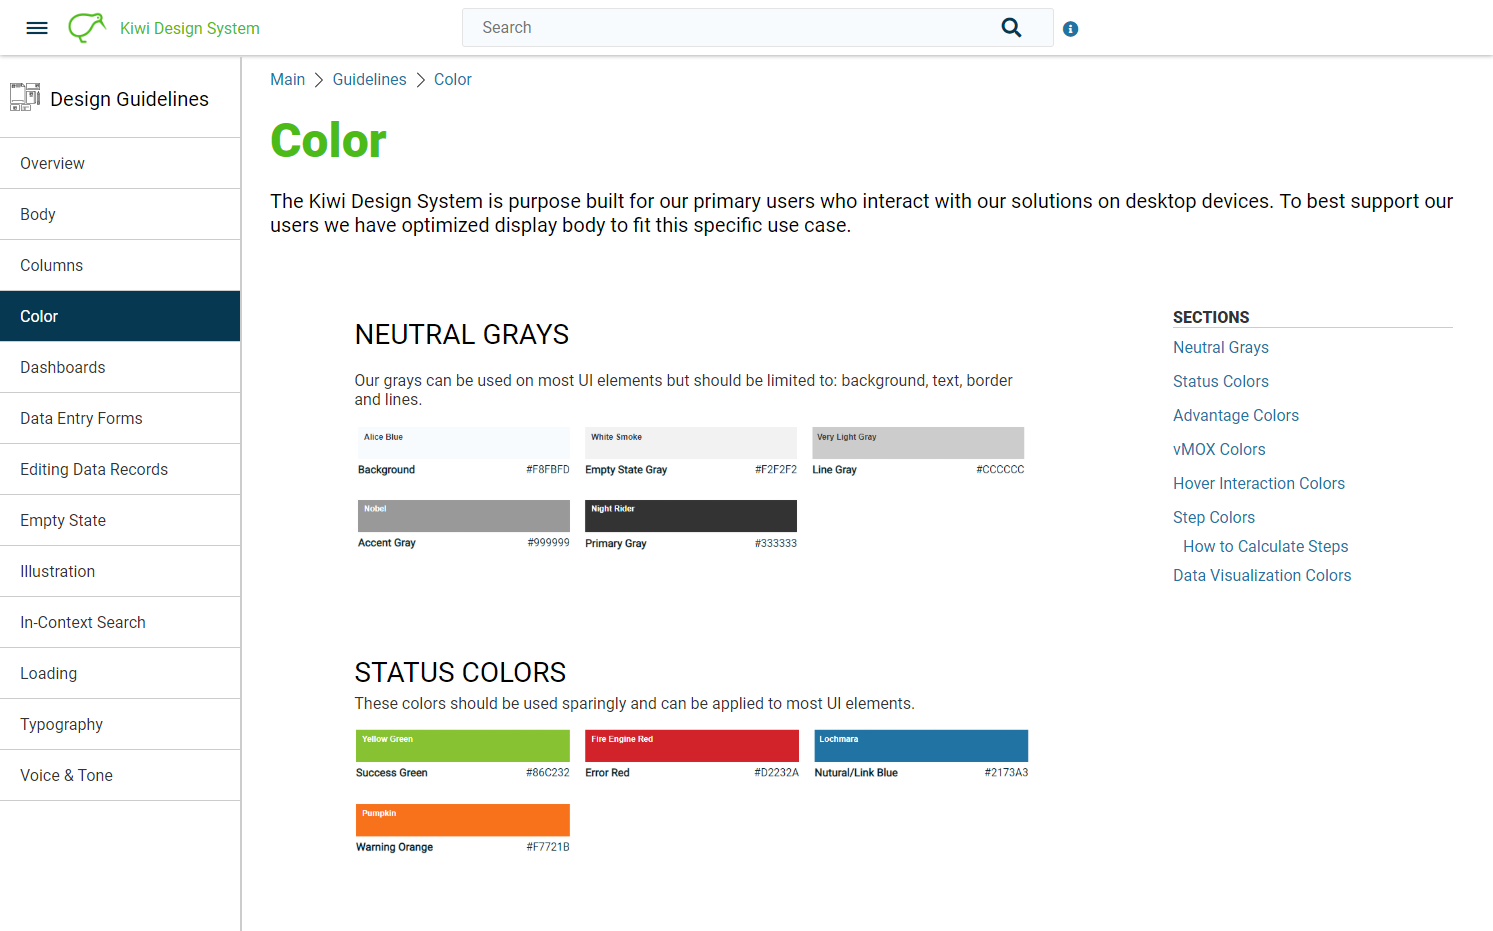 Kiwi Design System
Search
Design Guidelines
Overview
Body
Columns
Color
Dashboards
Data Entry Forms
Editing Data Records
Empty State
Illustration
In-Context Search
Loading
Typography
Voice & Tone
Main > Guidelines > Color
Color
The Kiwi Design System is purpose built for our primary users who interact with our solutions on desktop devices. To best support our
users we have optimized display body to fit this specific use case.
NEUTRAL GRAYS
Our grays can be used on most UI elements but should be limited to: background, text, border
and lines.
Alice Blue
Background #F8FBFD
White Smoke
Empty State Gray #F2F2F2
Very Light Gray
Line Gray #CCCCCC
Nobel
Accent Gray #999999
Night Rider
Primary Gray #333333
STATUS COLORS
These colors should be used sparingly and can be applied to most UI elements.
Yellow Green
Success Green #86C232
Fire Engine Red
Error Red #D2232A
Lochmara
Nutural/Link Blue #2173A3
Pumpkin
Warning Orange #F7721B
SECTIONS
Neutral Grays
Status Colors
Advantage Colors
vMOX Colors
Hover Interaction Colors
Step Colors
How to Calculate Steps
Data Visualization Colors